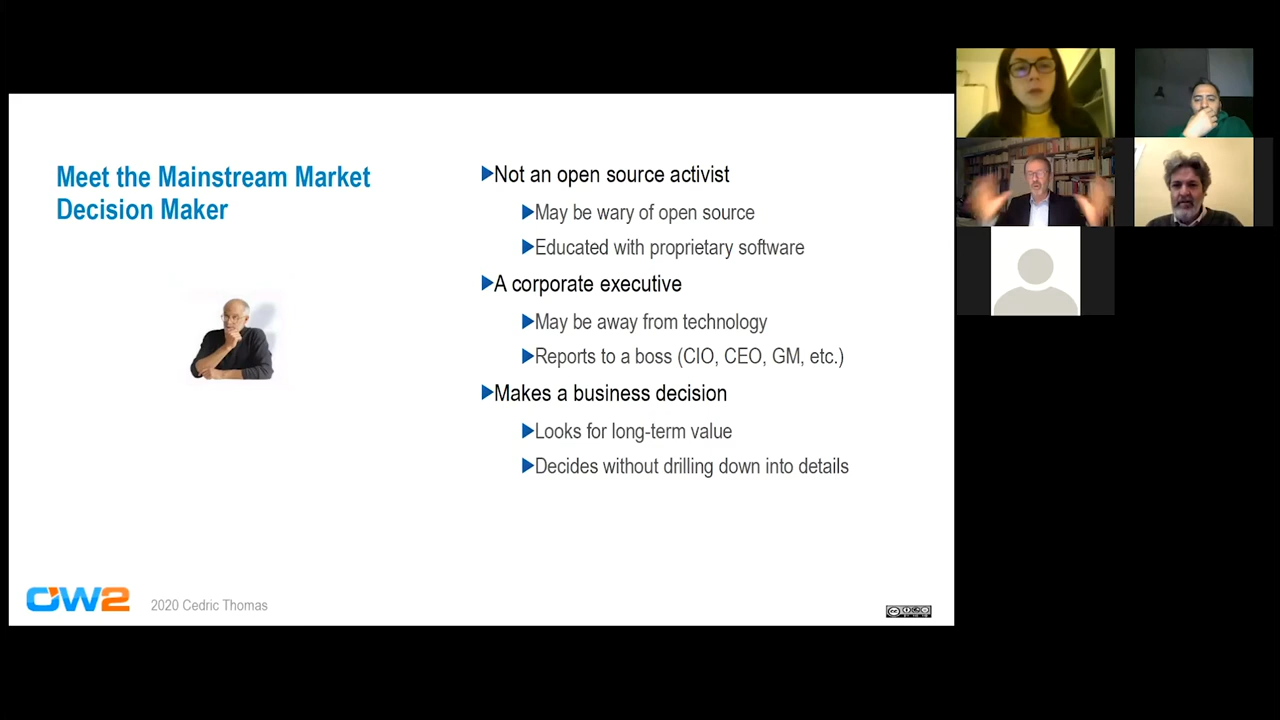 Meet the Mainstream Market
Decision Maker
Not an open source activist
May be wary of open source
Educated with proprietary software
A corporate executive
May be away from technology
Reports to a boss (CIO, CEO, GM, etc.)
Makes a business decision
Looks for long-term value
Decides without drilling down into details
OW2
2020 Cedric Thomas